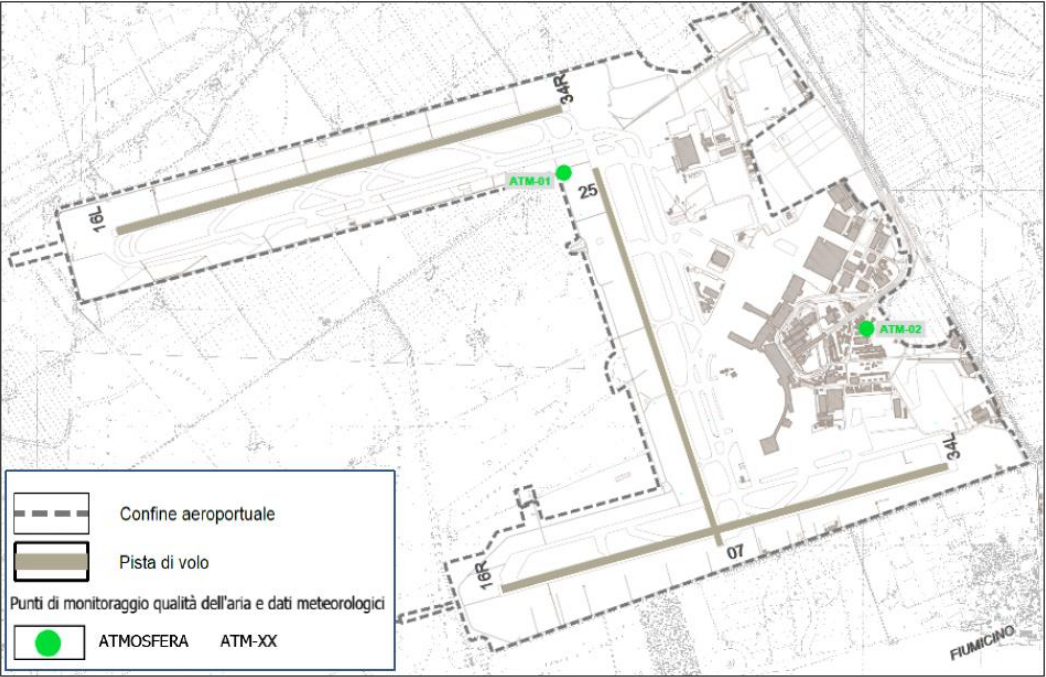 34R
ATM-01
25
16L
ATM-02
34L
07
16R
FIUMICINO
Confine aeroportuale
Pista di volo
Punti di monitoraggio qualità dell'aria e dati meteorologici
ATMOSFERA ATM-XX